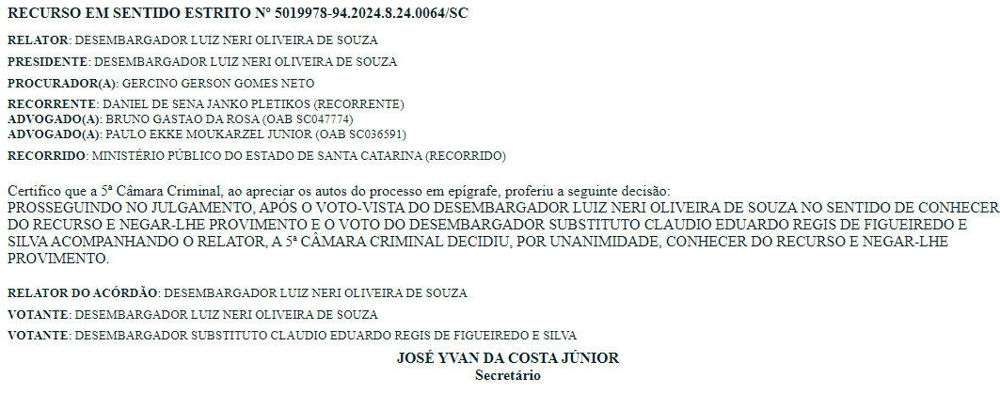 RECURSO EM SENTIDO ESTRITO Nº 5019978-94.2024.8.24.0064/SC
RELATOR: DESEMBARGADOR LUIZ NERI OLIVEIRA DE SOUZA
PRESIDENTE: DESEMBARGADOR LUIZ NERI OLIVEIRA DE SOUZA
PROCURADOR(A): GERCINO GERSON GOMES NETO
RECORRENTE: DANIEL DE SENA JANKO PLETIKOS (RECORRENTE)
ADVOGADO(A): BRUNO GASTAO DA ROSA (OAB SC047774)
ADVOGADO(A): PAULO EKKE MOUKARZEL JUNIOR (OAB SC036591)
RECORRIDO: MINISTÉRIO PÚBLICO DO ESTADO DE SANTA CATARINA (RECORRIDO)
Certifico que a 5ª Câmara Criminal, ao apreciar os autos do processo em epígrafe, proferiu a seguinte decisão:
PROSSEGUINDO NO JULGAMENTO, APÓS O VOTO-VISTA DO DESEMBARGADOR LUIZ NERI OLIVEIRA DE SOUZA NO SENTIDO DE CONHECER
DO RECURSO E NEGAR-LHE PROVIMENTO E O VOTO DO DESEMBARGADOR SUBSTITUTO CLAUDIO EDUARDO REGIS DE FIGUEIREDO E
SILVA ACOMPANHANDO O RELATOR, A 5ª CÂMARA CRIMINAL DECIDIU, POR UNANIMIDADE, CONHECER DO RECURSO E NEGAR-LHE
PROVIMENTO.
RELATOR DO ACÓRDÃO: DESEMBARGADOR LUIZ NERI OLIVEIRA DE SOUZA
VOTANTE: DESEMBARGADOR LUIZ NERI OLIVEIRA DE SOUZA
VOTANTE: DESEMBARGADOR SUBSTITUTO CLAUDIO EDUARDO REGIS DE FIGUEIREDO E SILVA
JOSÉ YVAN DA COSTA JÚNIOR
Secretário